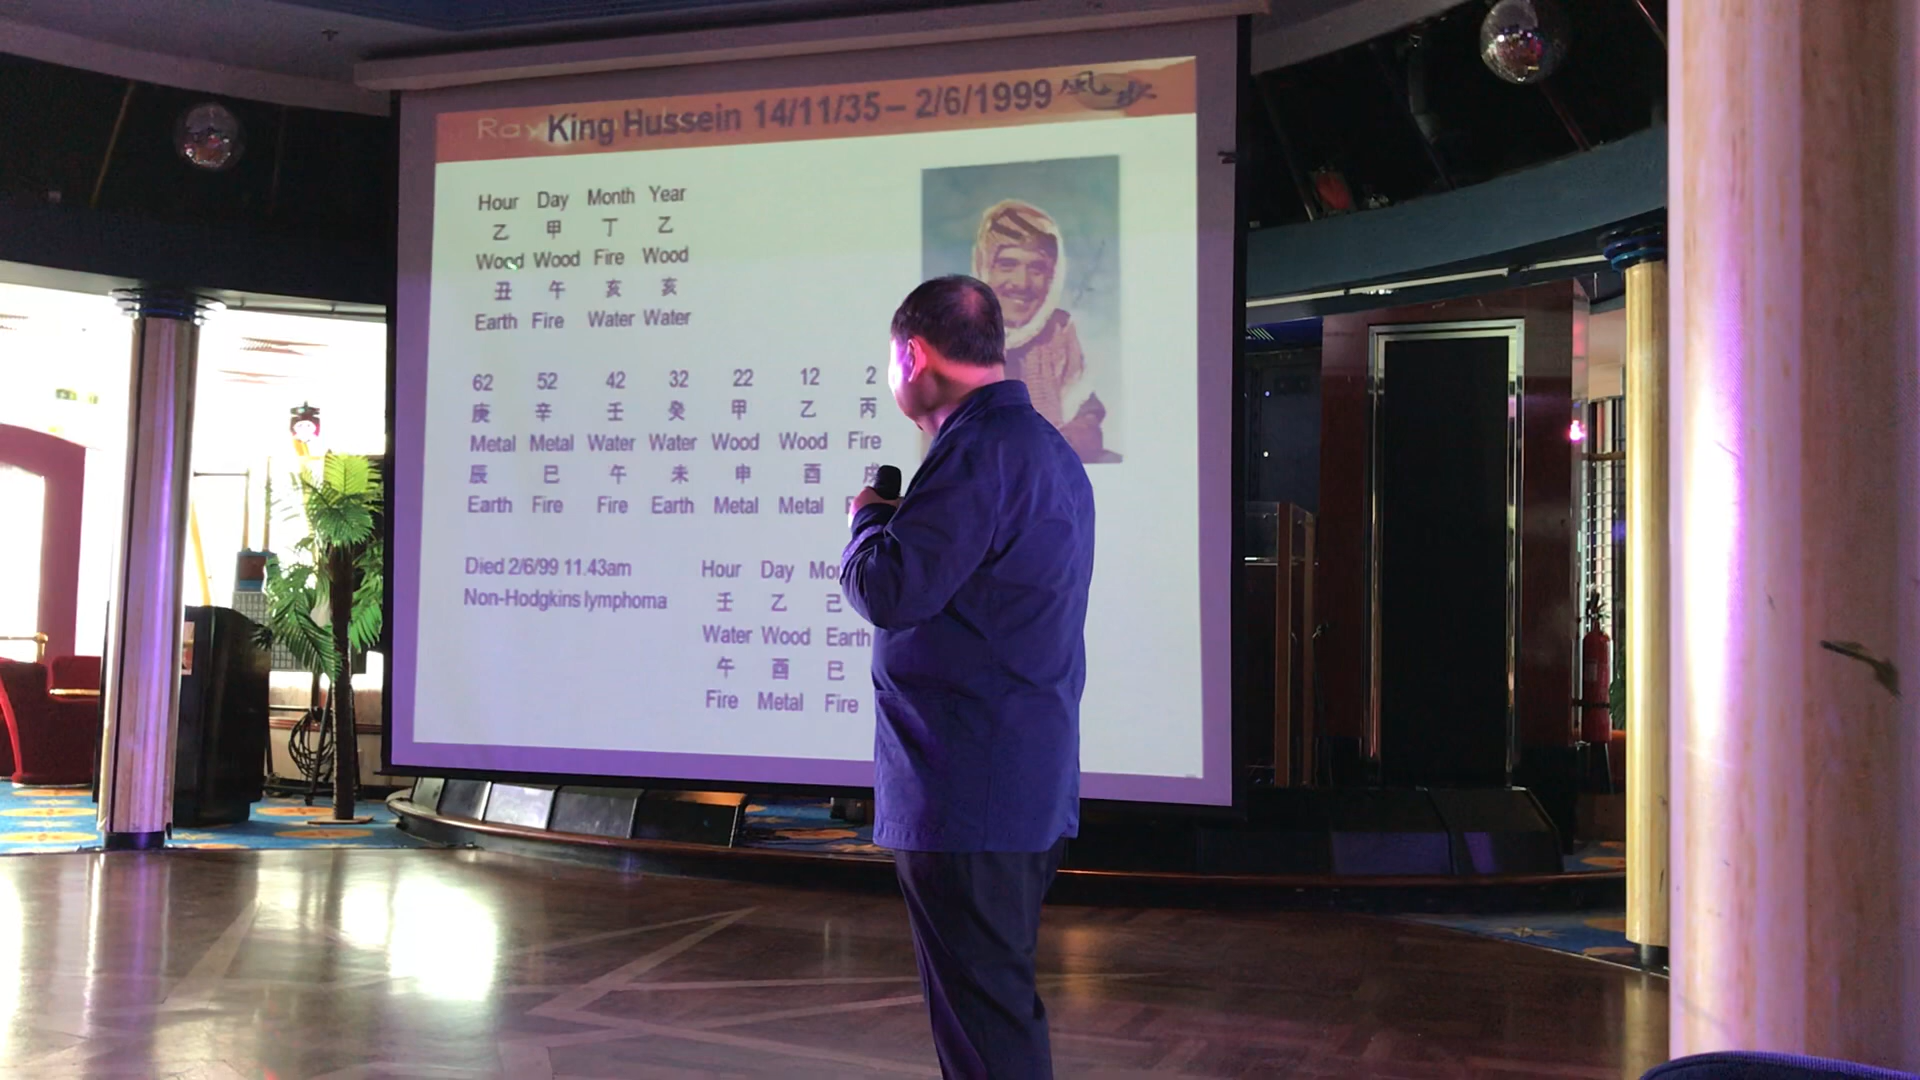 King Hussein 14/11/35 – 2/6/1999
Hour Day Month Year
乙 甲 丁 乙
Wood Wood Fire Wood
丑 午 亥 亥
Earth Fire Water Water
62 52 42 32 22 12 2
庚 辛 壬 癸 甲 乙 丙
Metal Metal Water Water Wood Wood Fire
辰 巳 午 未 申 酉 戌
Earth Fire Fire Earth Metal Metal
Died 2/6/99 11.43am
Non-Hodgkins lymphoma
Hour Day
壬 乙 己
Water Wood Earth
午 酉 巳
Fire Metal Fire